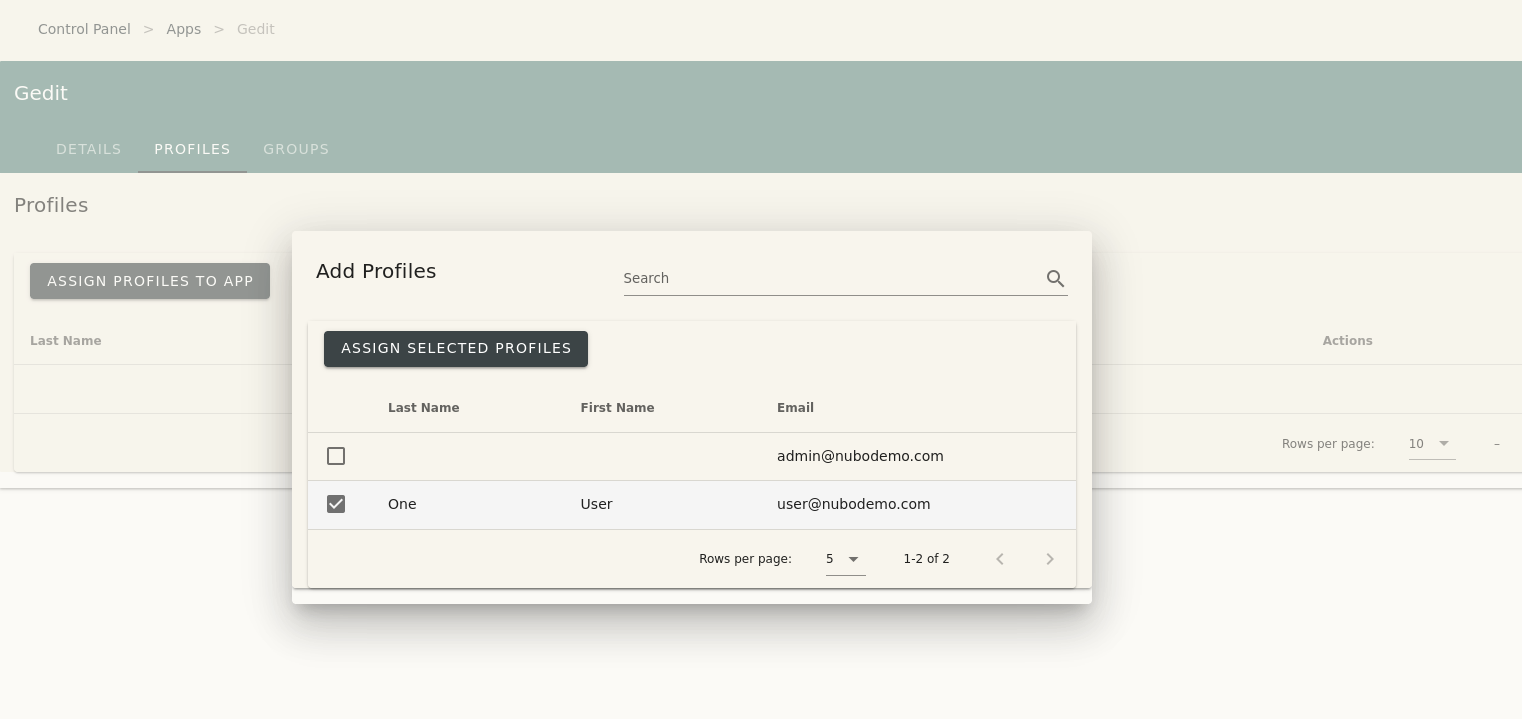 Control Panel > Apps > Gedit
Gedit
DETAILS PROFILES GROUPS
Profiles
ASSIGN PROFILES TO APP
Last Name
Actions
Rows per page: 10 –
Add Profiles
Search
ASSIGN SELECTED PROFILES
Last Name First Name Email
admin@nubodemo.com
One User user@nubodemo.com
Rows per page: 5 1-2 of 2